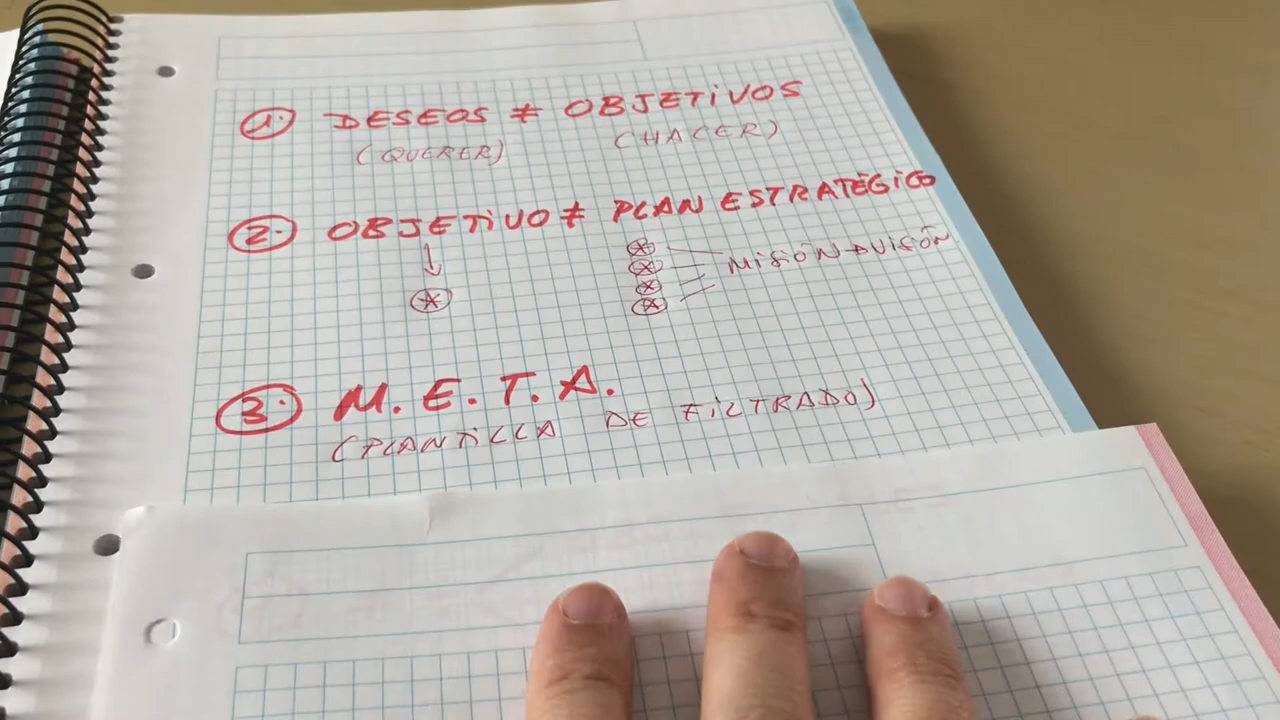 1. DESEOS ≠ OBJETIVOS
(QUERER) (HACER)
2. OBJETIVO ≠ PLAN ESTRATÉGICO
MISIÓN + VISIÓN
3. M. E. T. A.
(PLANTILLA DE FILTRADO)